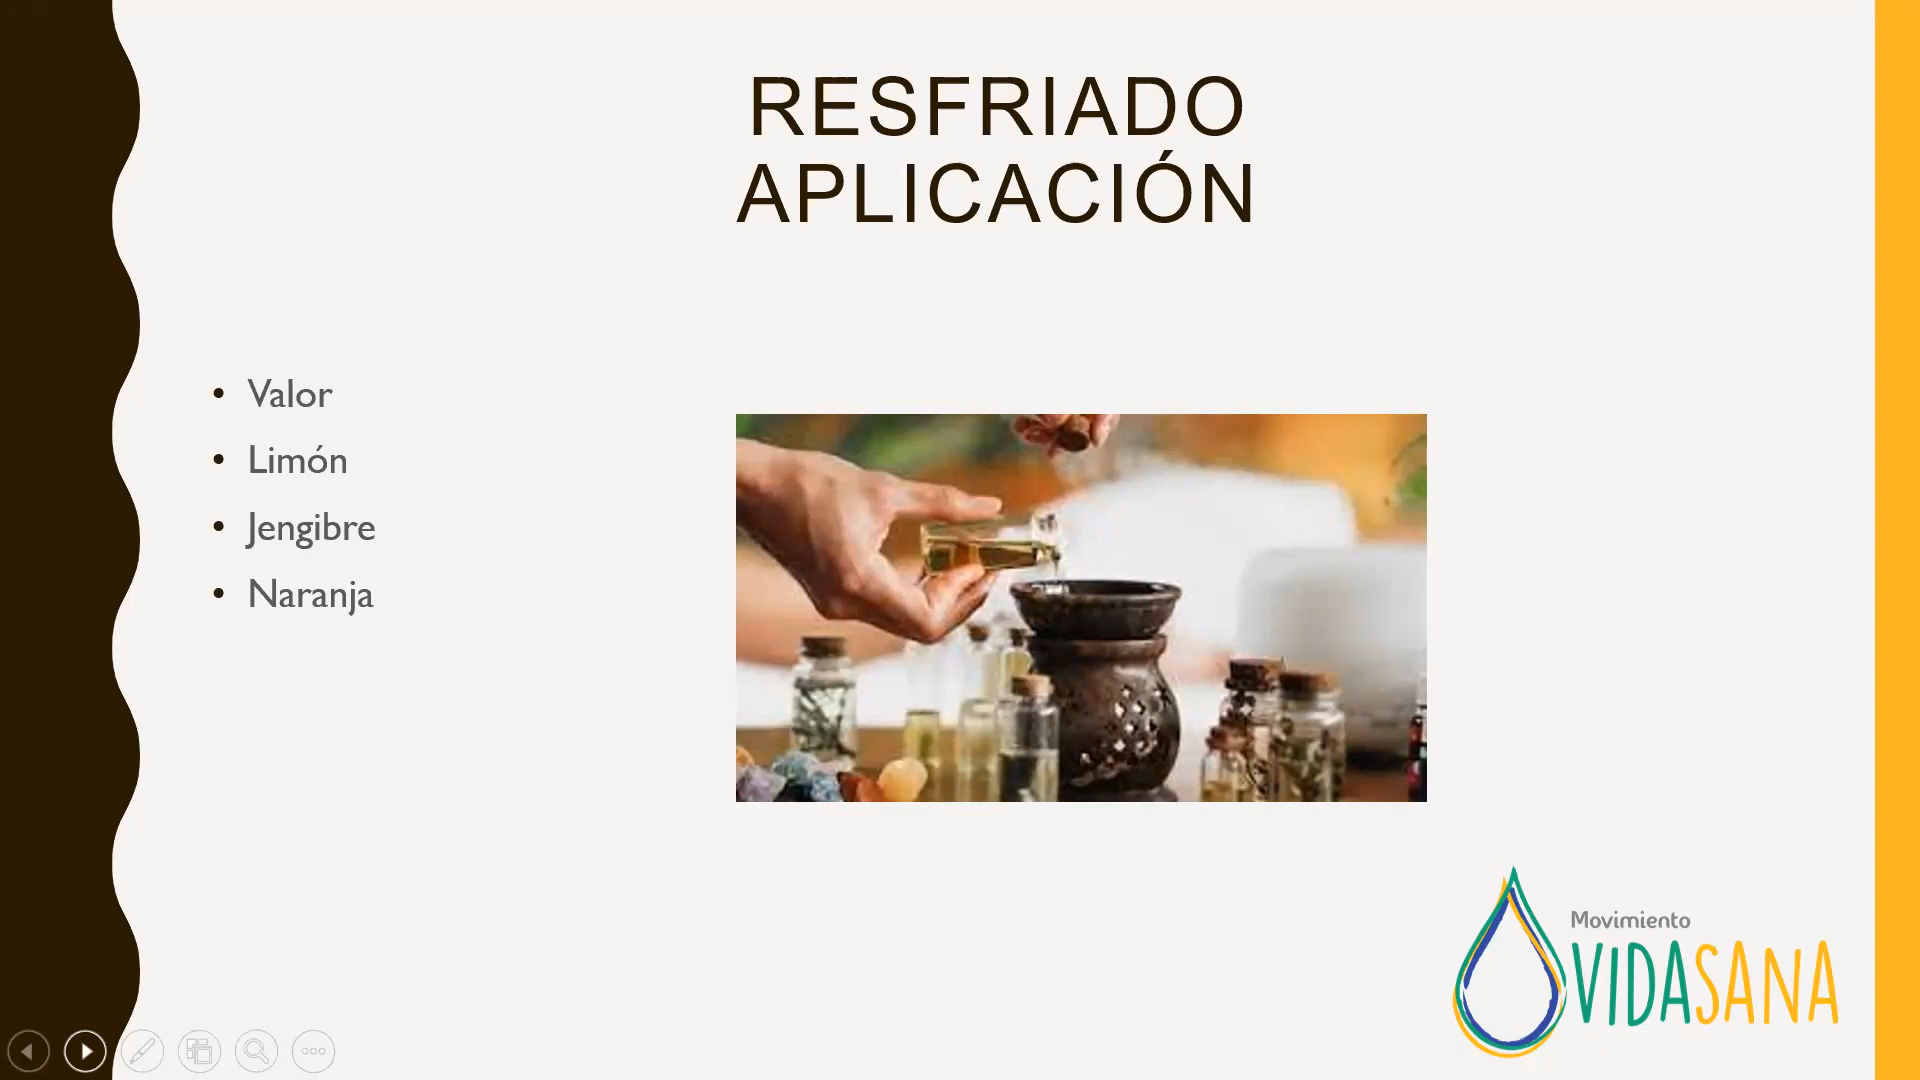 RESFRIADO
APLICACIÓN
• Valor
• Limón
• Jengibre
• Naranja
Movimiento
VIDASANA